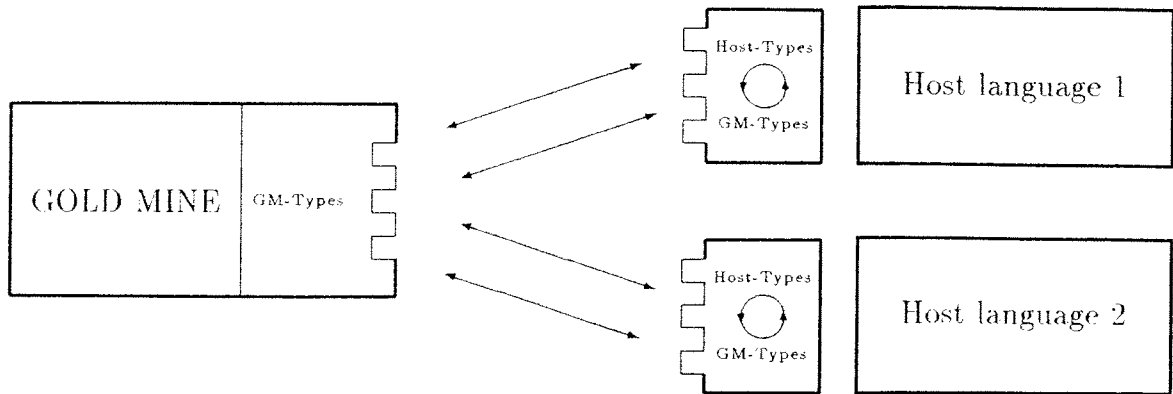 GOLD MINE
GM-Types
Host-Types
GM-Types
Host language 1
Host-Types
GM-Types
Host language 2